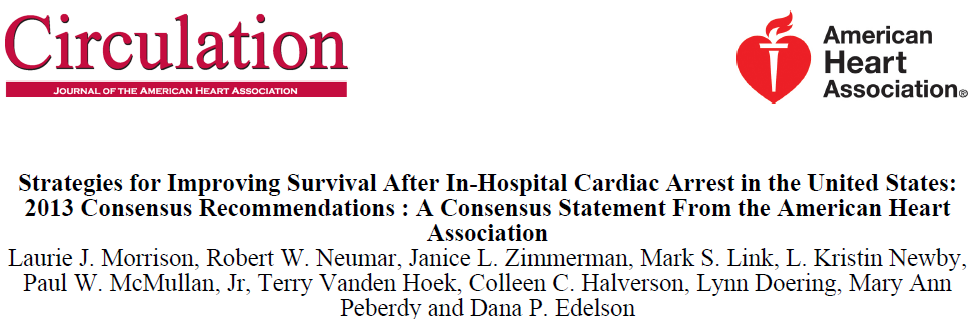 Circulation
JOURNAL OF THE AMERICAN HEART ASSOCIATION
American
Heart
Association®
Strategies for Improving Survival After In-Hospital Cardiac Arrest in the United States:
2013 Consensus Recommendations : A Consensus Statement From the American Heart
Association
Laurie J. Morrison, Robert W. Neumar, Janice L. Zimmerman, Mark S. Link, L. Kristin Newby,
Paul W. McMullan, Jr, Terry Vanden Hoek, Colleen C. Halverson, Lynn Doering, Mary Ann
Peberdy and Dana P. Edelson